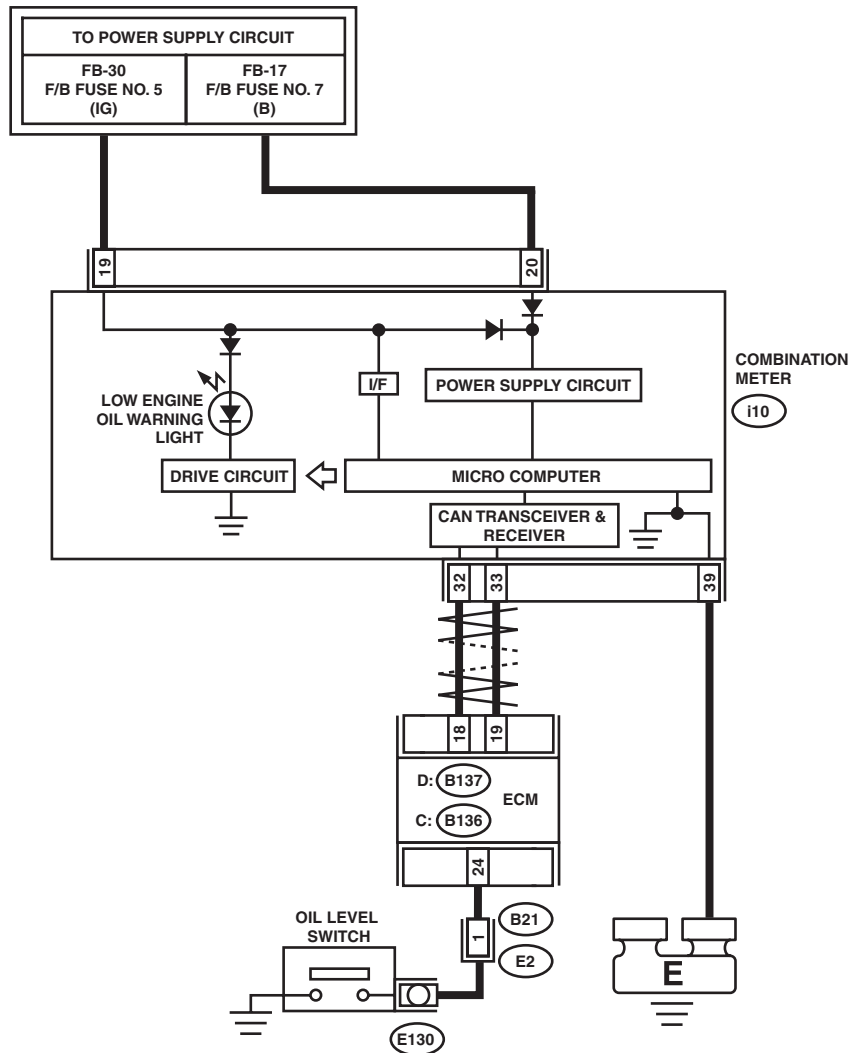 TO POWER SUPPLY CIRCUIT
FB-30
F/B FUSE NO. 5
(IG)
FB-17
F/B FUSE NO. 7
(B)
19
20
COMBINATION
METER
i10
LOW ENGINE
OIL WARNING
LIGHT
I/F
POWER SUPPLY CIRCUIT
DRIVE CIRCUIT
MICRO COMPUTER
CAN TRANSCEIVER &
RECEIVER
32
33
39
18
19
D: B137
ECM
C: B136
24
OIL LEVEL
SWITCH
1
B21
E2
E
E130